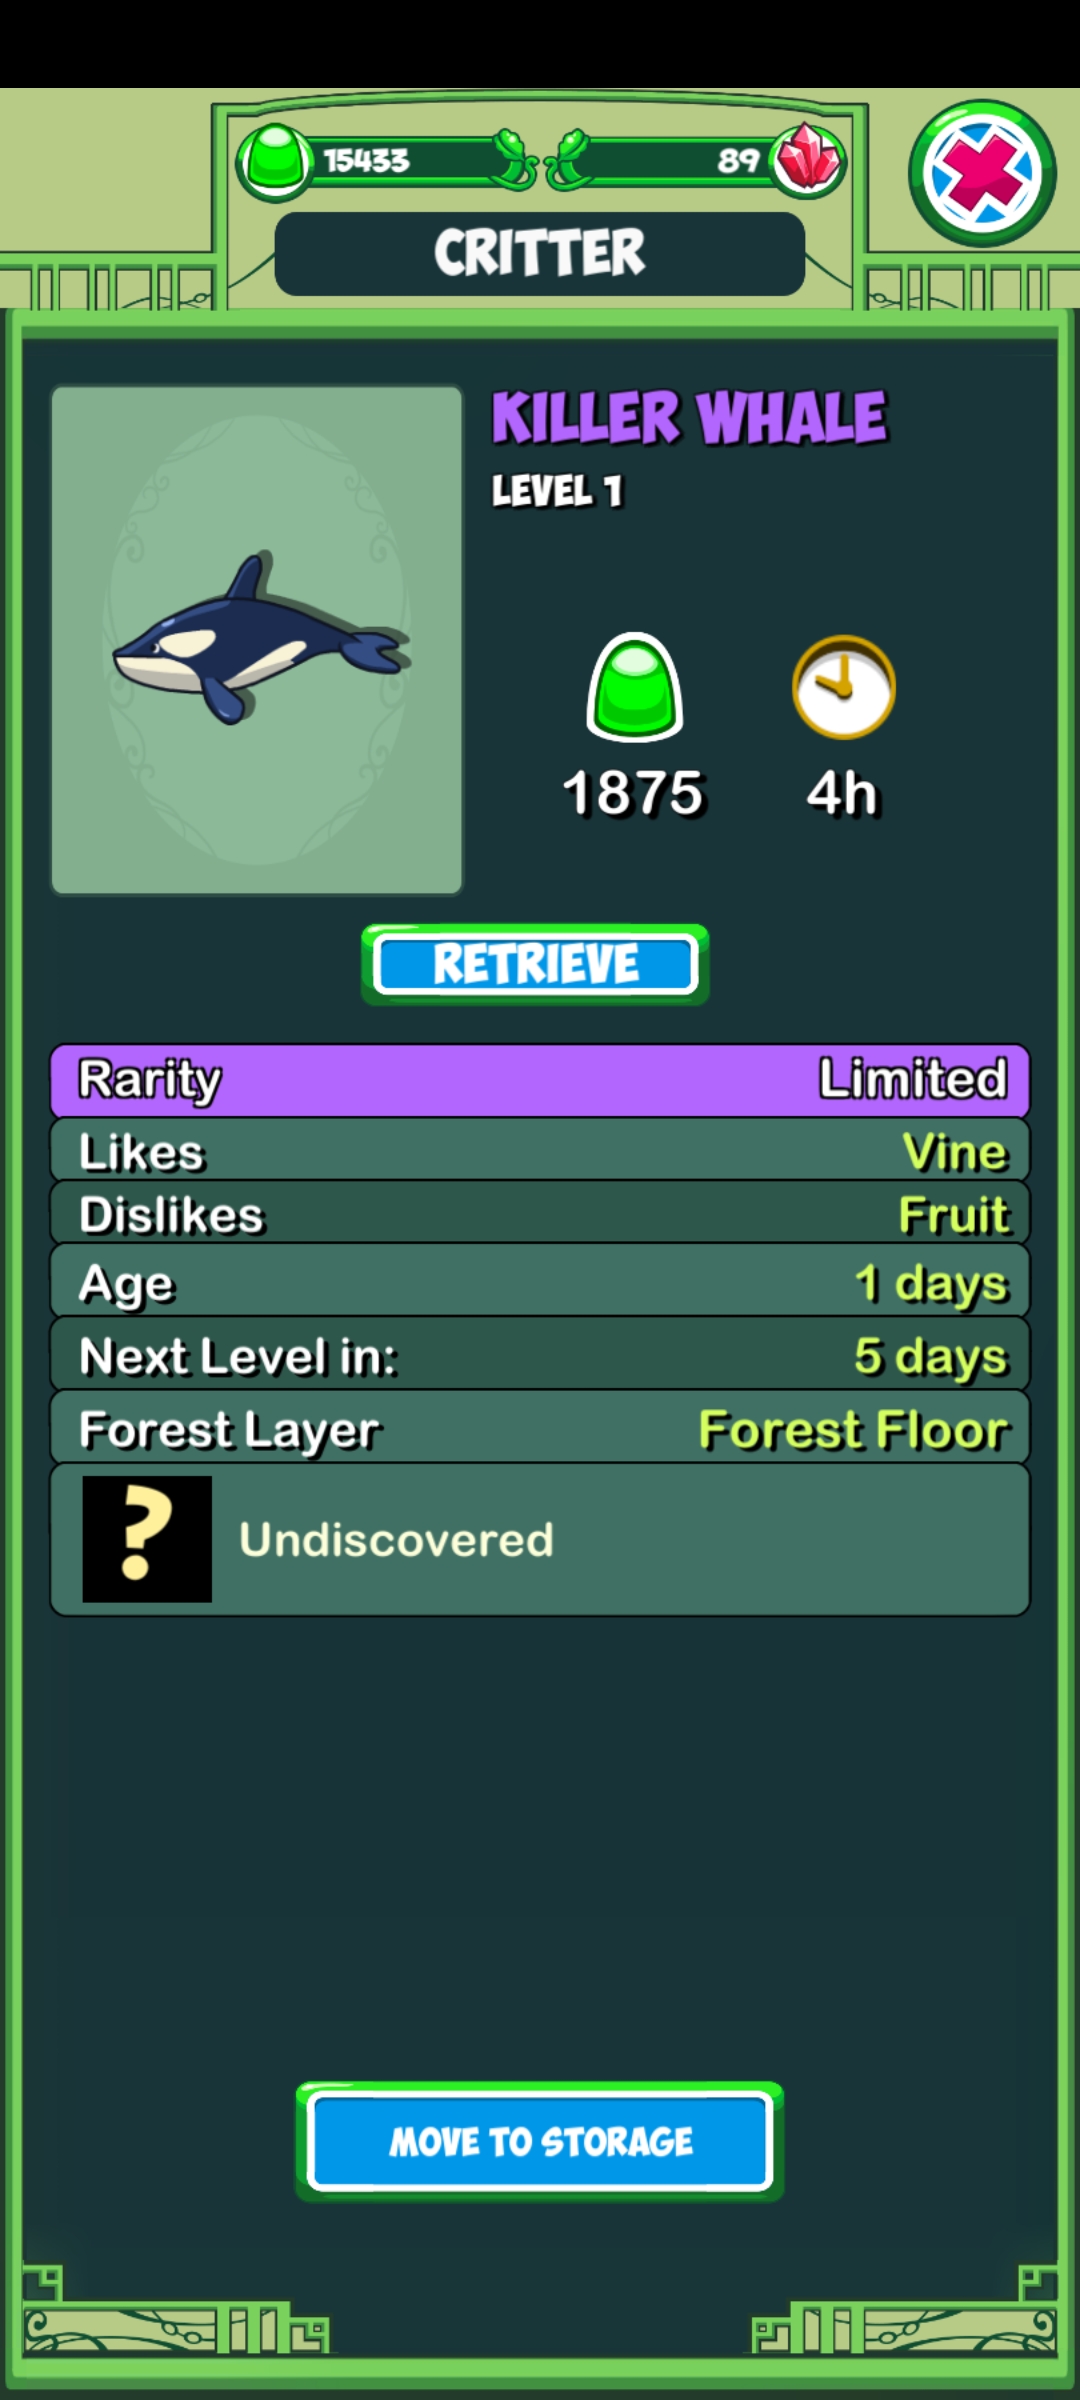 15433
89
CRITTER
KILLER WHALE
LEVEL 1
1875
4h
RETRIEVE
Rarity Limited
Likes Vine
Dislikes Fruit
Age 1 days
Next Level in: 5 days
Forest Layer Forest Floor
? Undiscovered
MOVE TO STORAGE